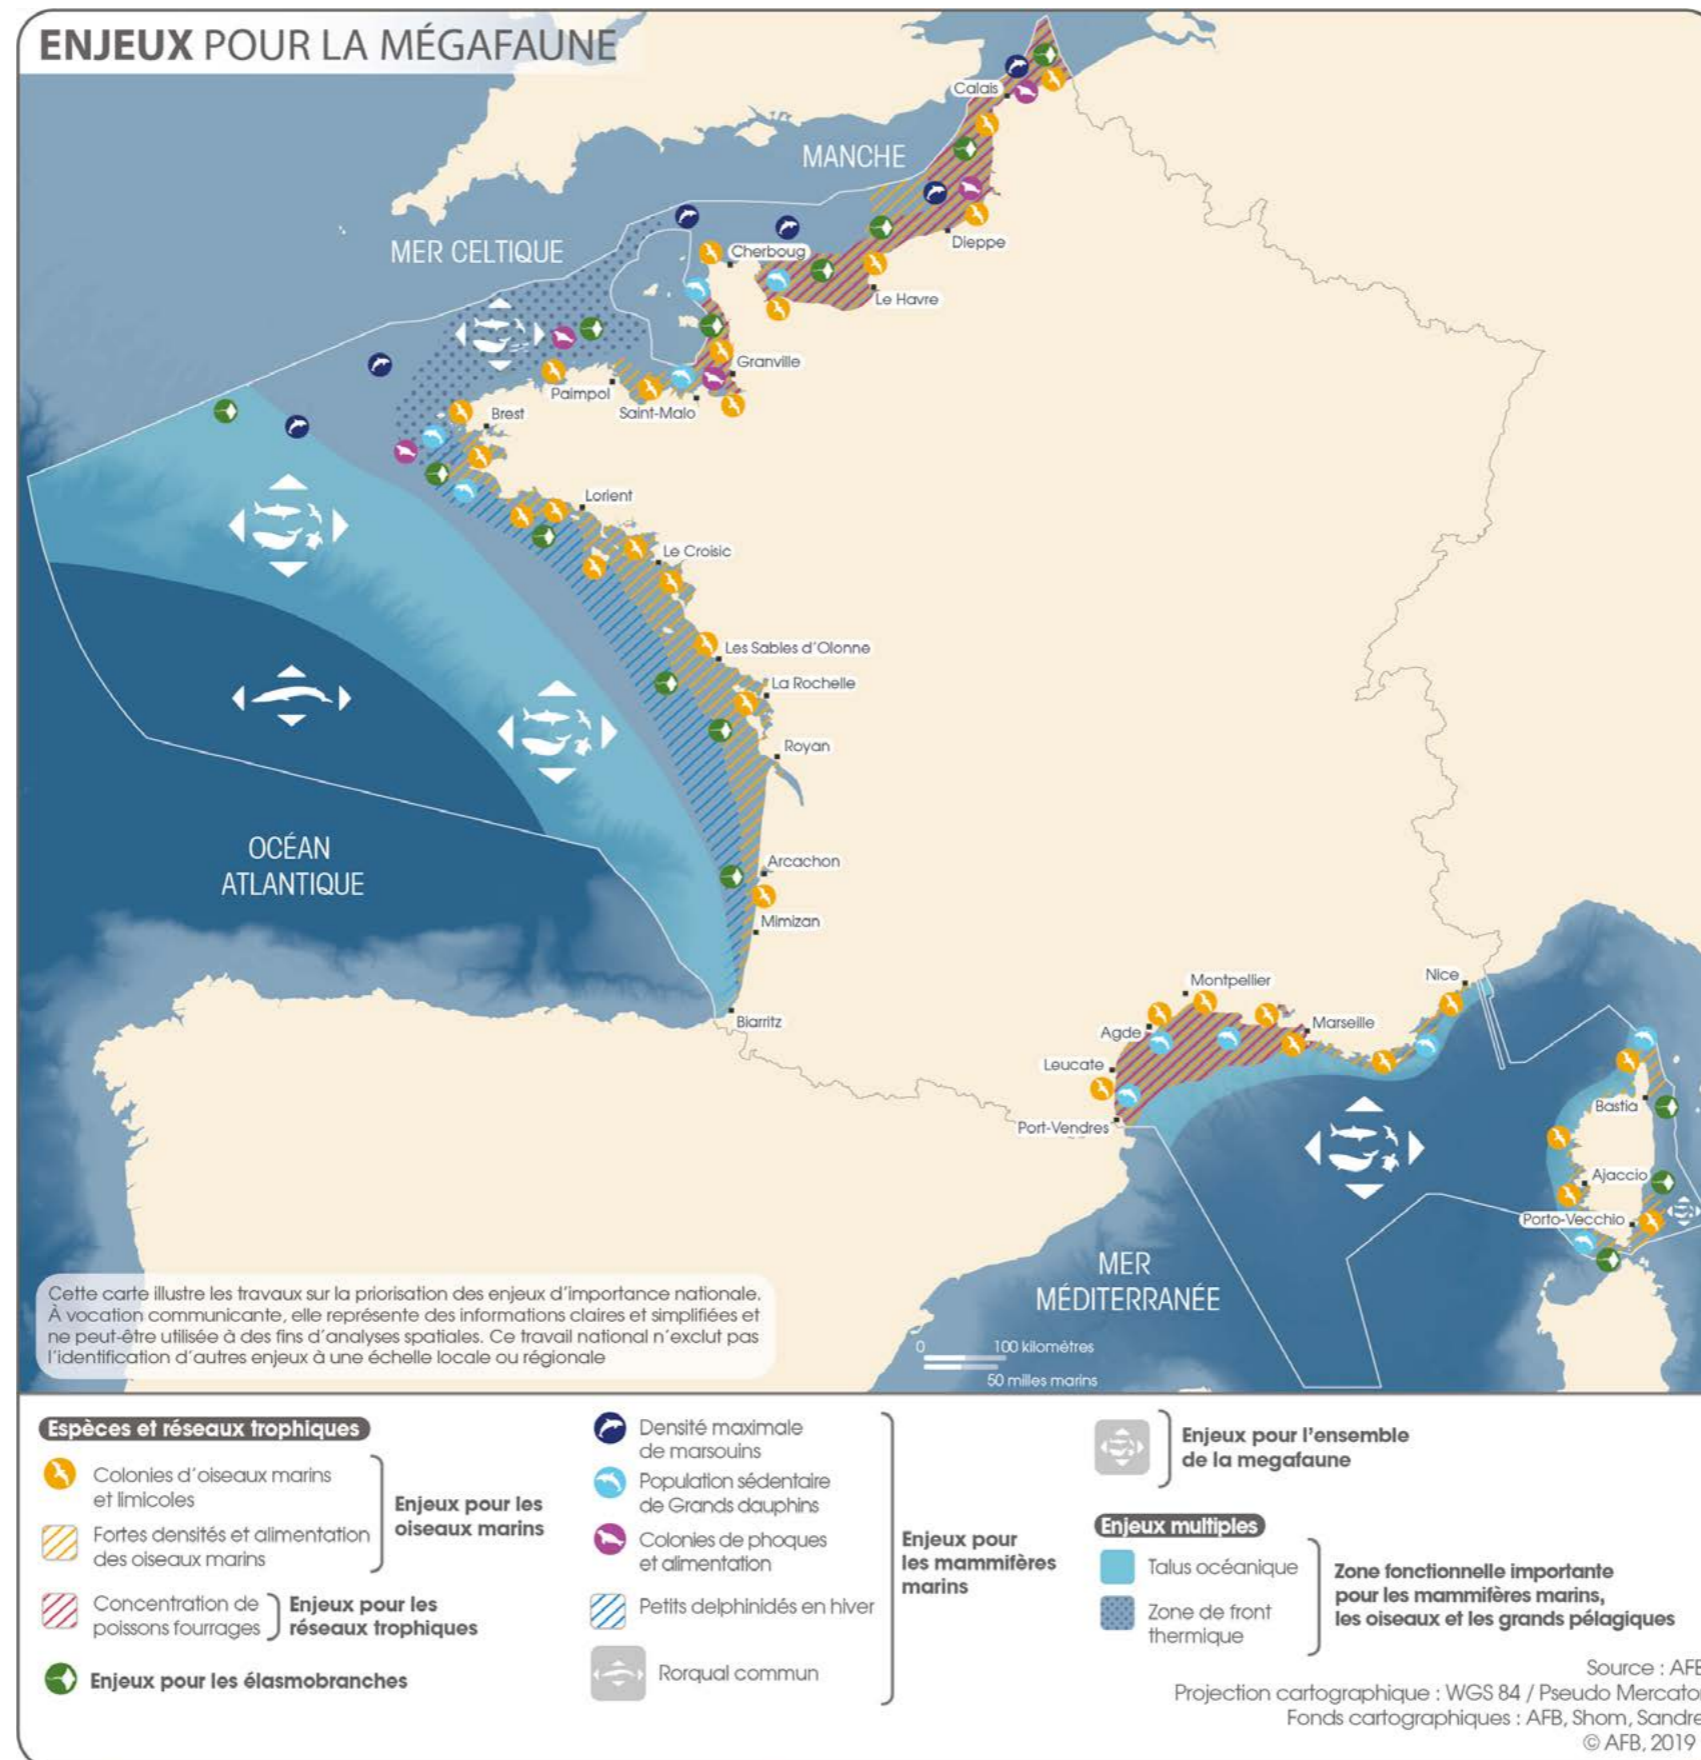 ENJEUX POUR LA MÉGAFAUNE
Calais
MANCHE
Dieppe
MER CELTIQUE
Cherboug
Le Havre
Granville
Paimpol
Saint-Malo
Brest
Lorient
Le Croisic
Les Sables d'Olonne
La Rochelle
Royan
OCÉAN
ATLANTIQUE
Arcachon
Mimizan
Biarritz
Montpellier
Nice
Agde
Marseille
Leucate
Port-Vendres
Bastia
Ajaccio
Porto-Vecchio
MER
MÉDITERRANÉE
Cette carte illustre les travaux sur la priorisation des enjeux d'importance nationale.
À vocation communicante, elle représente des informations claires et simplifiées et
ne peut-être utilisée à des fins d'analyses spatiales. Ce travail national n'exclut pas
l'identification d'autres enjeux à une échelle locale ou régionale
0 100 kilomètres
50 milles marins
Espèces et réseaux trophiques
Colonies d'oiseaux marins
et limicoles
Fortes densités et alimentation
des oiseaux marins
Enjeux pour les
oiseaux marins
Concentration de
poissons fourrages
Enjeux pour les
réseaux trophiques
Enjeux pour les élasmobranches
Densité maximale
de marsouins
Population sédentaire
de Grands dauphins
Colonies de phoques
et alimentation
Petits delphinidés en hiver
Rorqual commun
Enjeux pour
les mammifères
marins
Enjeux pour l'ensemble
de la megafaune
Enjeux multiples
Talus océanique
Zone de front
thermique
Zone fonctionnelle importante
pour les mammifères marins,
les oiseaux et les grands pélagiques
Source : AFB
Projection cartographique : WGS 84 / Pseudo Mercator
Fonds cartographiques : AFB, Shom, Sandre
© AFB, 2019